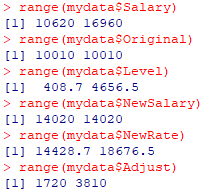 > range(mydata$Salary)
[1] 10620 16960
> range(mydata$Original)
[1] 10010 10010
> range(mydata$Level)
[1]  408.7 4656.5
> range(mydata$NewSalary)
[1] 14020 14020
> range(mydata$NewRate)
[1] 14428.7 18676.5
> range(mydata$Adjust)
[1] 1720 3810